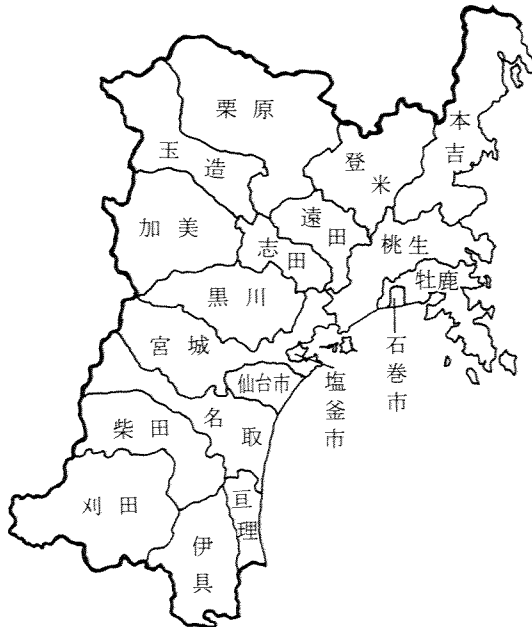 栗原
玉造
登米
本吉
加美
志田
遠田
桃生
牡鹿
黒川
宮城
石巻市
塩釜市
仙台市
名取
柴田
刈田
亘理
伊具